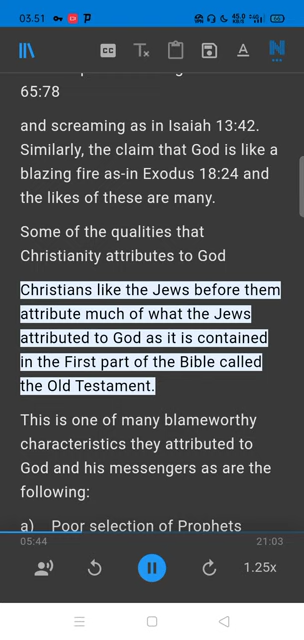 03.51
45.0
CC
65:78
and screaming as in Isaiah 13:42.
Similarly, the claim that God is like a
blazing fire as-in Exodus 18:24 and
the likes of these are many.
Some of the qualities that
Christianity attributes to God
Christians like the Jews before them
attribute much of what the Jews
attributed to God as it is contained
in the First part of the Bible called
the Old Testament.
This is one of many blameworthy
characteristics they attributed to
God and his messengers as are the
following:
a) Poor selection of Prophets
05:44 21:03
1.25x